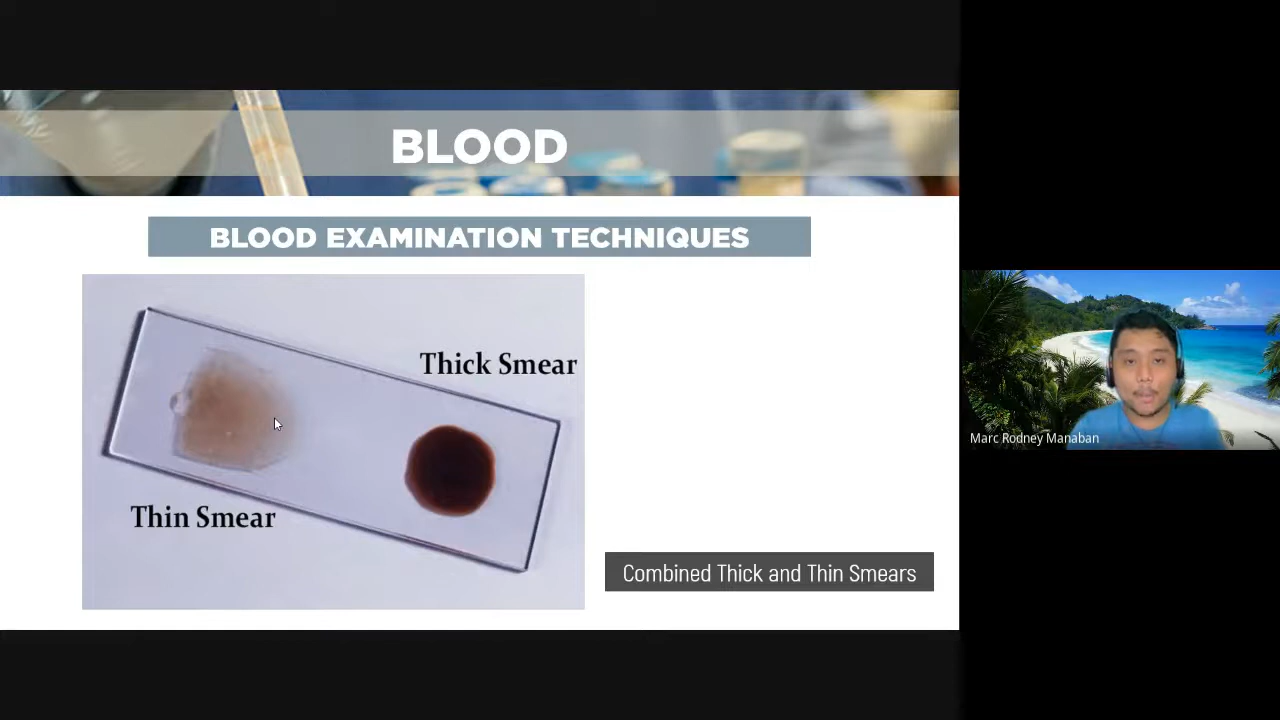 BLOOD
BLOOD EXAMINATION TECHNIQUES
Thick Smear
Thin Smear
Combined Thick and Thin Smears
Marc Rodney Manaban